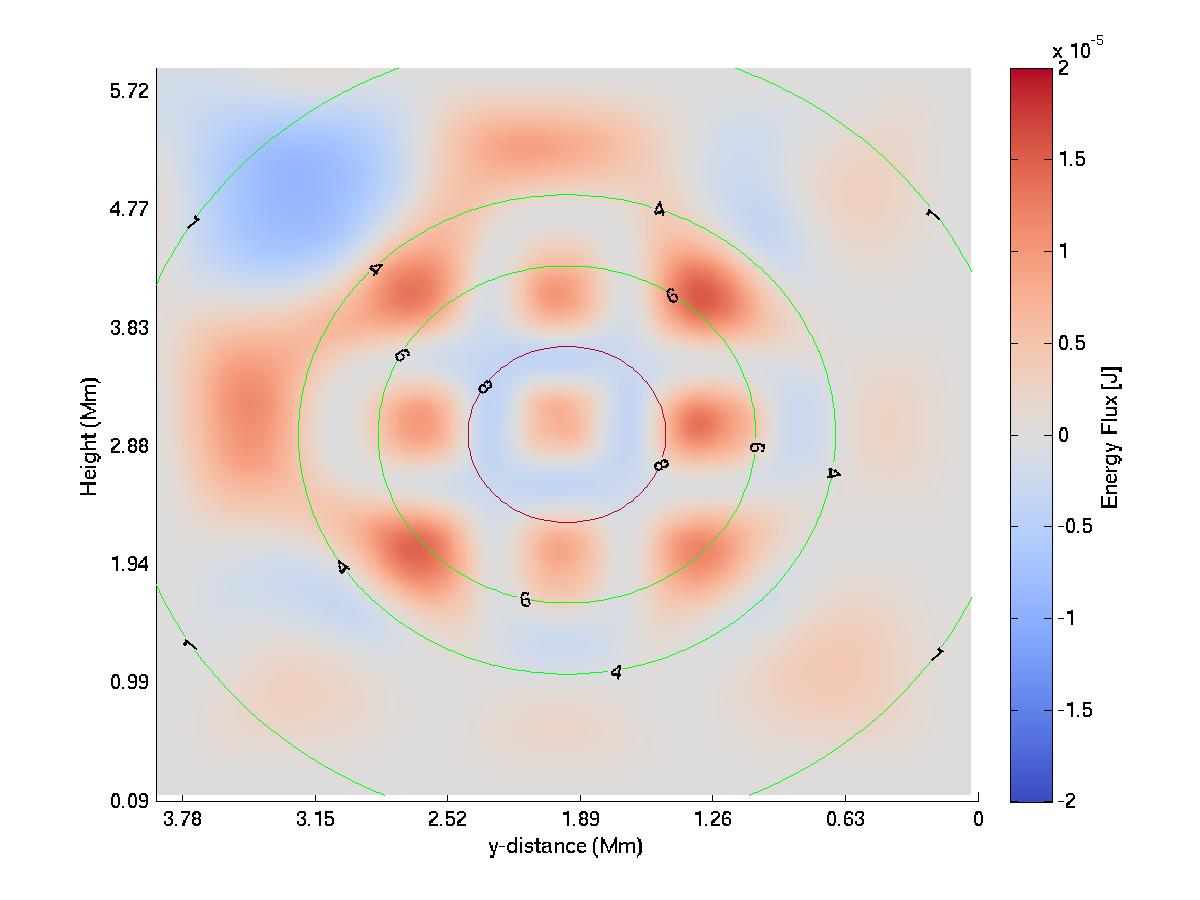 x 10-5
5.72
4.77
3.83
2.88
1.94
0.99
0.09
Height (Mm)
3.78 3.15 2.52 1.89 1.26 0.63 0
y-distance (Mm)
1 4 4 1
6 6
8 8 6 4
4 6 4
1 1
2
1.5
1
0.5
0
-0.5
-1
-1.5
-2
Energy Flux [J]